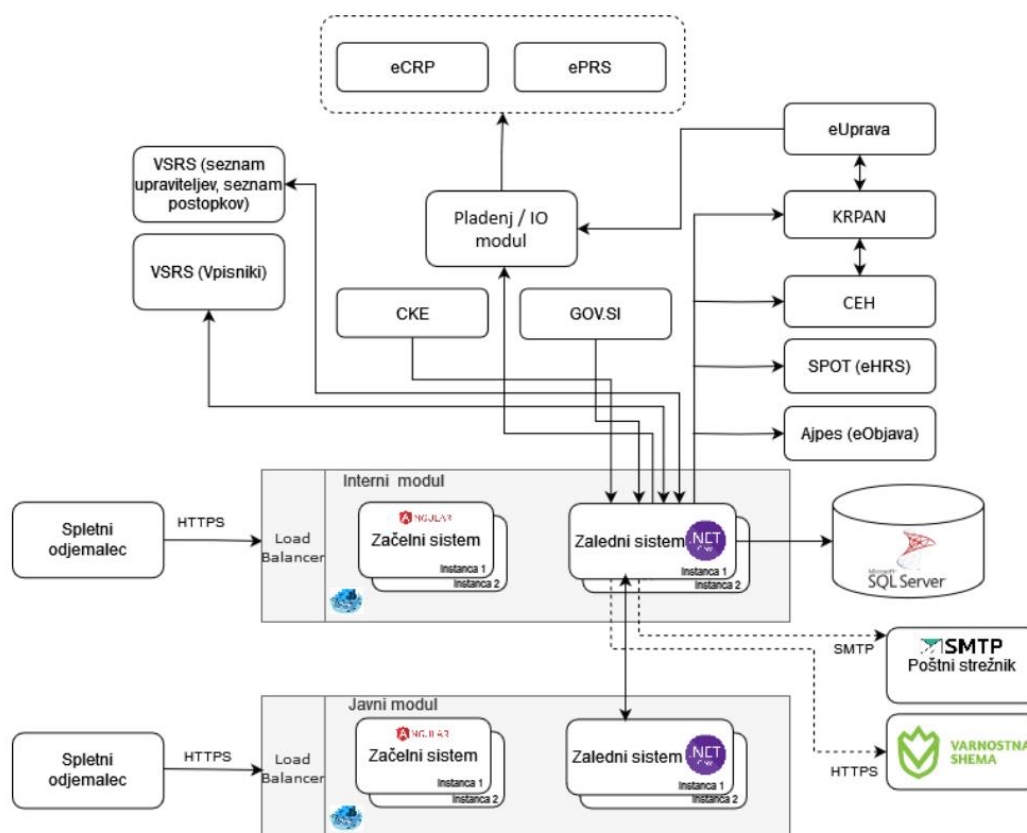 eCRP
ePRS
eUprava
VSRS (seznam
upraviteljev, seznam
postopkov)
Pladenj / IO
modul
KRPAN
VSRS (Vpisniki)
CKE
GOV.SI
CEH
SPOT (eHRS)
Ajpes (eObjava)
Interni modul
Spletni
odjemalec
HTTPS
Load
Balancer
ANGULAR
Začelni sistem
Instanca 1
Instanca 2
Zaledni sistem
.NET
Core
Instanca 1
Instanca 2
Microsoft
SQL Server
SMTP
SMTP
Poštni strežnik
HTTPS
VARNOSTNA
SHEMA
Javni modul
Spletni
odjemalec
HTTPS
Load
Balancer
ANGULAR
Začelni sistem
Instanca 1
Instanca 2
Zaledni sistem
.NET
Core
Instanca 1
Instanca 2